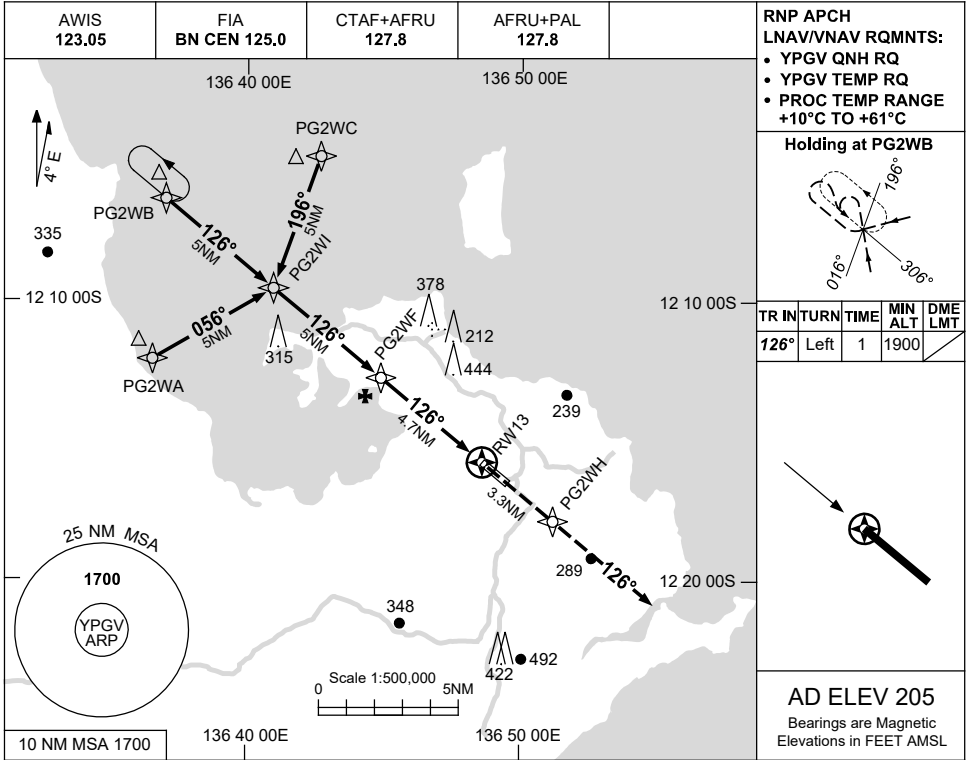 AWIS
123.05
FIA
BN CEN 125.0
CTAF+AFRU
127.8
AFRU+PAL
127.8
RNP APCH
LNAV/VNAV RQMNTS:
• YPGV QNH RQ
• YPGV TEMP RQ
• PROC TEMP RANGE
+10°C TO +61°C
136 40 00E
136 50 00E
4° E
PG2WC
PG2WB
196°
5NM
126°
5NM
PG2WI
335
12 10 00S
12 10 00S
056°
5NM
PG2WA
315
126°
5NM
PG2WF
378
212
444
239
126°
4.7NM
RW13
3.3NM
PG2WH
289
126°
12 20 00S
25 NM MSA
1700
YPGV
ARP
348
422
492
Scale 1:500,000
0
5NM
10 NM MSA 1700
136 40 00E
136 50 00E
Holding at PG2WB
196°
016°
306°
TR IN TURN TIME MIN ALT DME LMT
126° Left 1 1900
AD ELEV 205
Bearings are Magnetic
Elevations in FEET AMSL